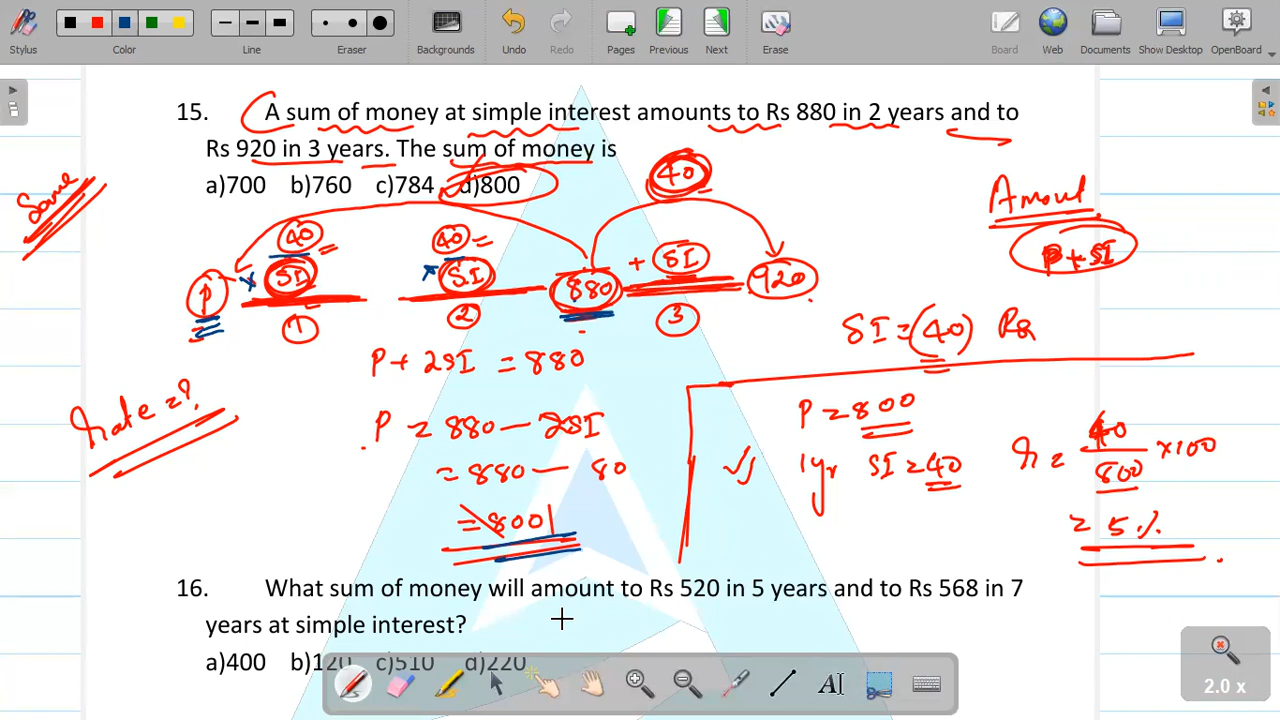 Stylus Color Line Eraser Backgrounds Undo Redo Pages Previous Next Erase Board Web Documents Show Desktop OpenBoard
15. A sum of money at simple interest amounts to Rs 880 in 2 years and to
Rs 920 in 3 years. The sum of money is
a)700 b)760 c)784 d)800
Same
40
Amount
P + SI
40 = 40 =
P SI SI 880 + SI 920
1 2 3
SI = 40 Rs
P + 2SI = 880
Rate = ?
P = 880 - 2SI
= 880 - 80
= 800
P = 800
1yr SI = 40
r = 40/800 x 100
= 5%
16. What sum of money will amount to Rs 520 in 5 years and to Rs 568 in 7
years at simple interest?
a)400 b)120 c)510 d)220
2.0 x